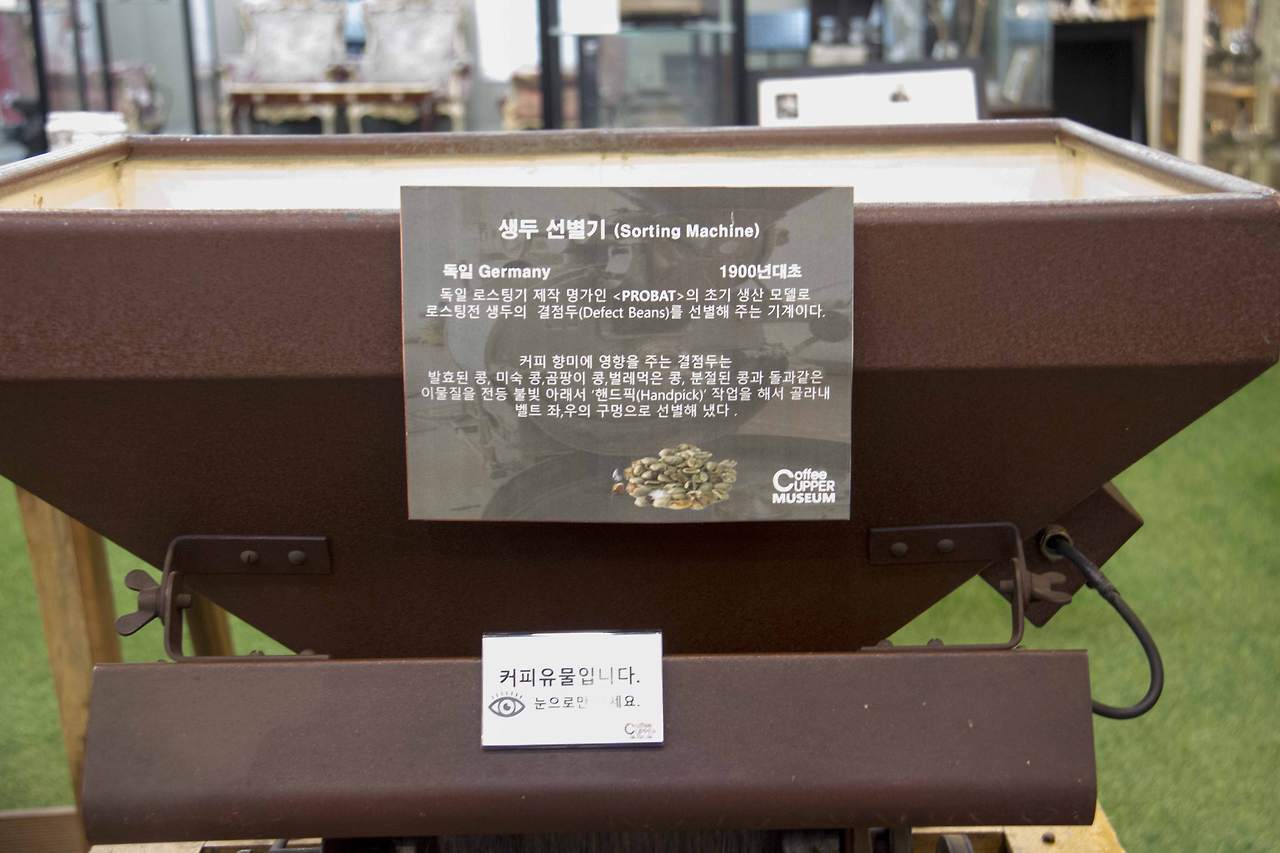 생두 선별기 (Sorting Machine)
독일 Germany 1900년대초
독일 로스팅기 제작 명가인 <PROBAT>의 초기 생산 모델로
로스팅전 생두의 결점두(Defect Beans)를 선별해 주는 기계이다.
커피 향미에 영향을 주는 결점두는
발효된 콩, 미숙 콩,곰팡이 콩,벌레먹은 콩, 분절된 콩과 돌과같은
이물질을 전등 불빛 아래서 '핸드픽(Handpick)' 작업을 해서 골라내
벨트 좌,우의 구멍으로 선별해 냈다 .
Coffee
CUPPER
MUSEUM
커피유물입니다.
눈으로만 세요.
Coffee
CUPPER